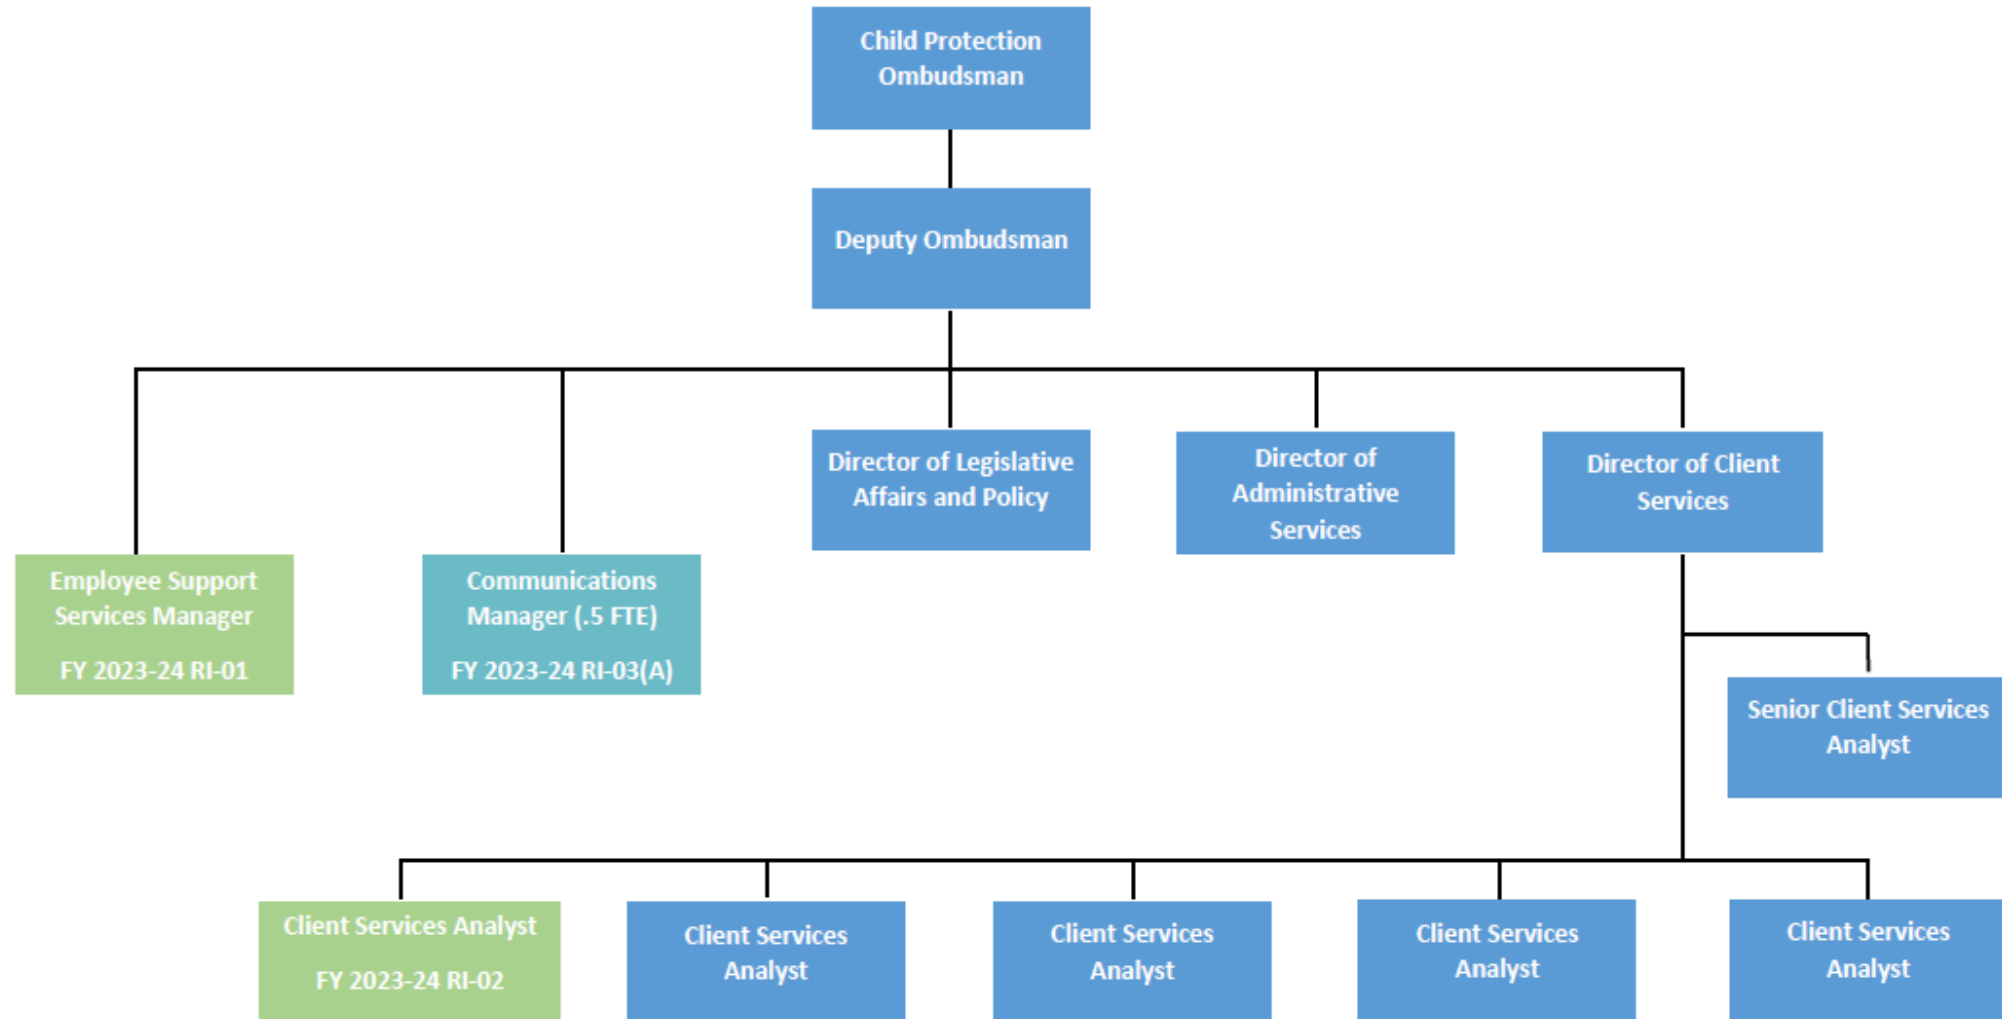 Child Protection
Ombudsman
Deputy Ombudsman
Director of Legislative
Affairs and Policy
Director of
Administrative
Services
Director of Client
Services
Employee Support
Services Manager
FY 2023-24 RI-01
Communications
Manager (.5 FTE)
FY 2023-24 RI-03(A)
Senior Client Services
Analyst
Client Services Analyst
FY 2023-24 RI-02
Client Services
Analyst
Client Services
Analyst
Client Services
Analyst
Client Services
Analyst